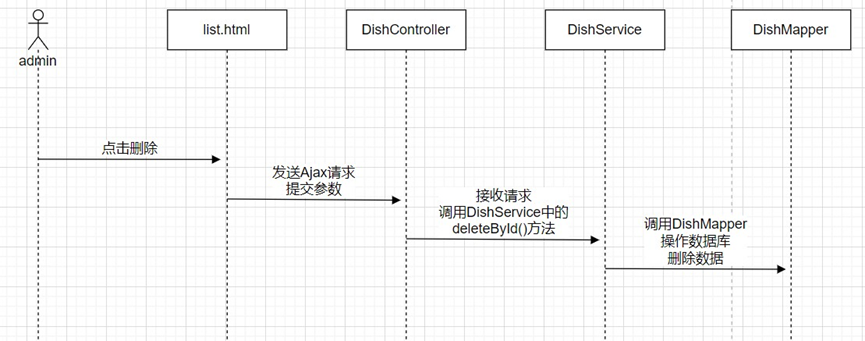 admin
list.html
DishController
DishService
DishMapper
点击删除
发送Ajax请求
提交参数
接收请求
调用DishService中的
deleteById()方法
调用DishMapper
操作数据库
删除数据